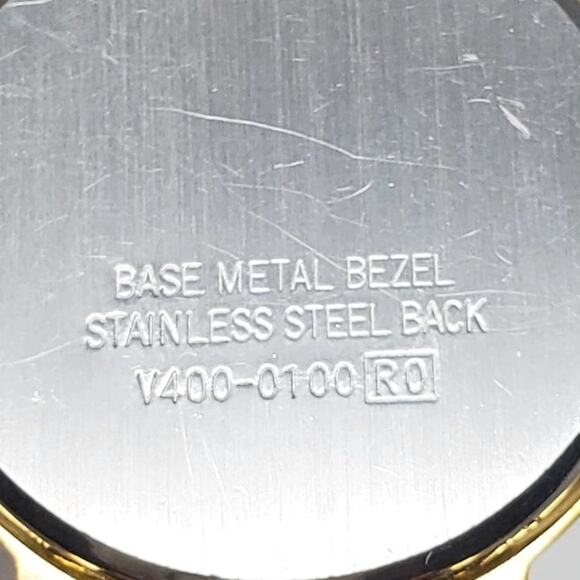 BASE METAL BEZEL
STAINLESS STEEL BACK
V400-0100 R0